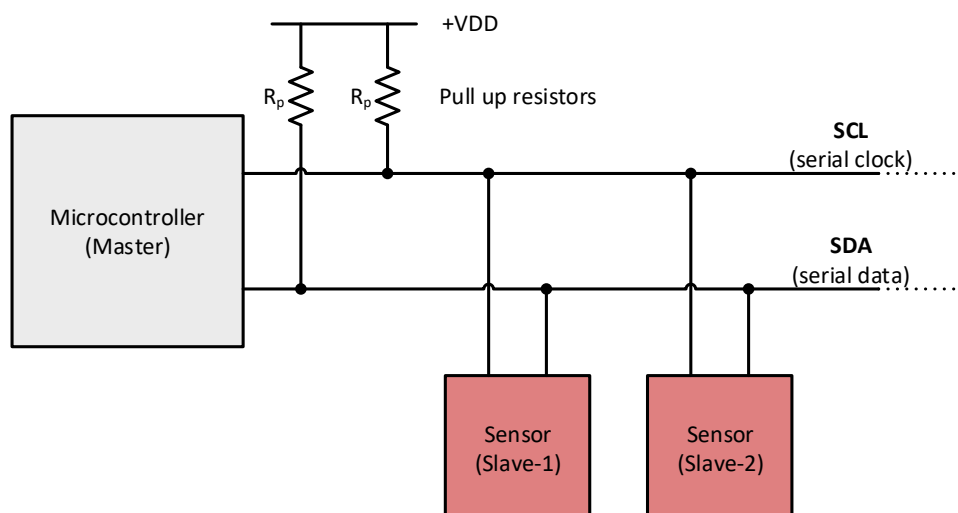 +VDD
Rp
Rp
Pull up resistors
SCL
(serial clock)
Microcontroller
(Master)
SDA
(serial data)
Sensor
(Slave-1)
Sensor
(Slave-2)